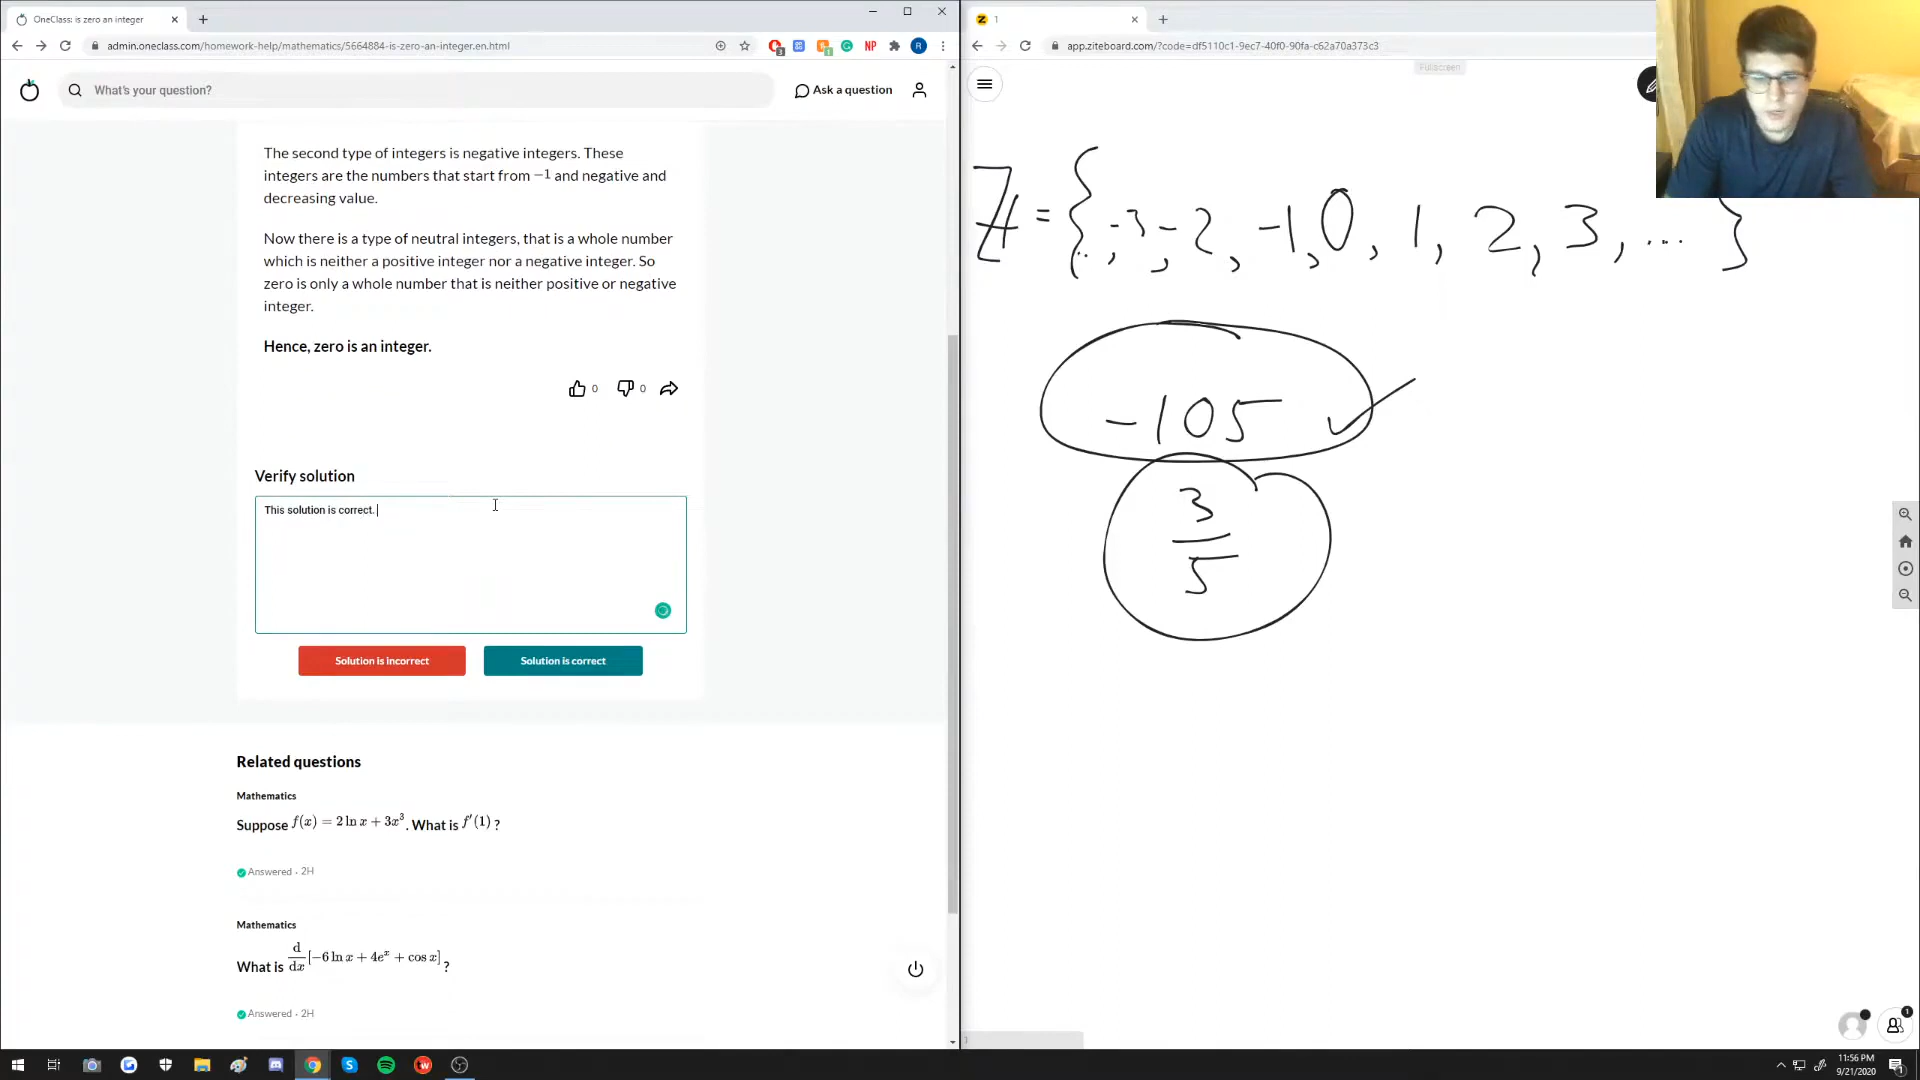 OneClass: is zero an integer
1
admin.oneclass.com/homework-help/mathematics/5664884-is-zero-an-integer.en.html
app.ziteboard.com/?code=df5110c1-9ec7-40f0-90fa-c62a70a373c3
Fullscreen
What's your question?
Ask a question
The second type of integers is negative integers. These
integers are the numbers that start from −1 and negative and
decreasing value.
Now there is a type of neutral integers, that is a whole number
which is neither a positive integer nor a negative integer. So
zero is only a whole number that is neither positive or negative
integer.
Hence, zero is an integer.
0 0
Verify solution
This solution is correct.
Solution is incorrect
Solution is correct
Related questions
Mathematics
Suppose f(x) = 2 ln x + 3x³. What is f′(1) ?
Answered · 2H
Mathematics
What is d/dx [−6 ln x + 4eˣ + cos x] ?
Answered · 2H
ℤ = {.., -3, -2, -1, 0, 1, 2, 3, ... }
-105 ✓
3
5
1
11:56 PM
9/21/2020